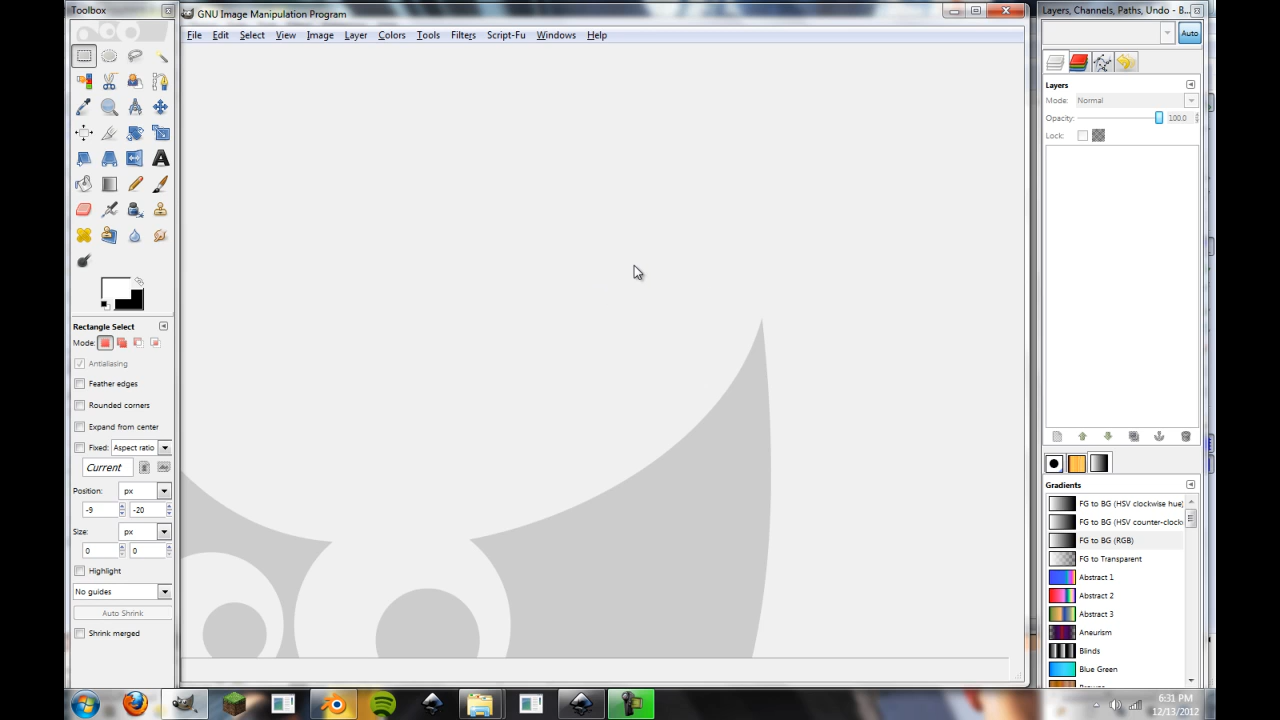 Toolbox
GNU Image Manipulation Program
File Edit Select View Image Layer Colors Tools Filters Script-Fu Windows Help
Rectangle Select
Mode:
Antialiasing
Feather edges
Rounded corners
Expand from center
Fixed: Aspect ratio
Current
Position: px
-9 -20
Size: px
0 0
Highlight
No guides
Auto Shrink
Shrink merged
Layers, Channels, Paths, Undo - B...
Auto
Layers
Mode: Normal
Opacity: 100.0
Lock:
Gradients
FG to BG (HSV clockwise hue)
FG to BG (HSV counter-clock
FG to BG (RGB)
FG to Transparent
Abstract 1
Abstract 2
Abstract 3
Aneurism
Blinds
Blue Green
6:31 PM
12/13/2012